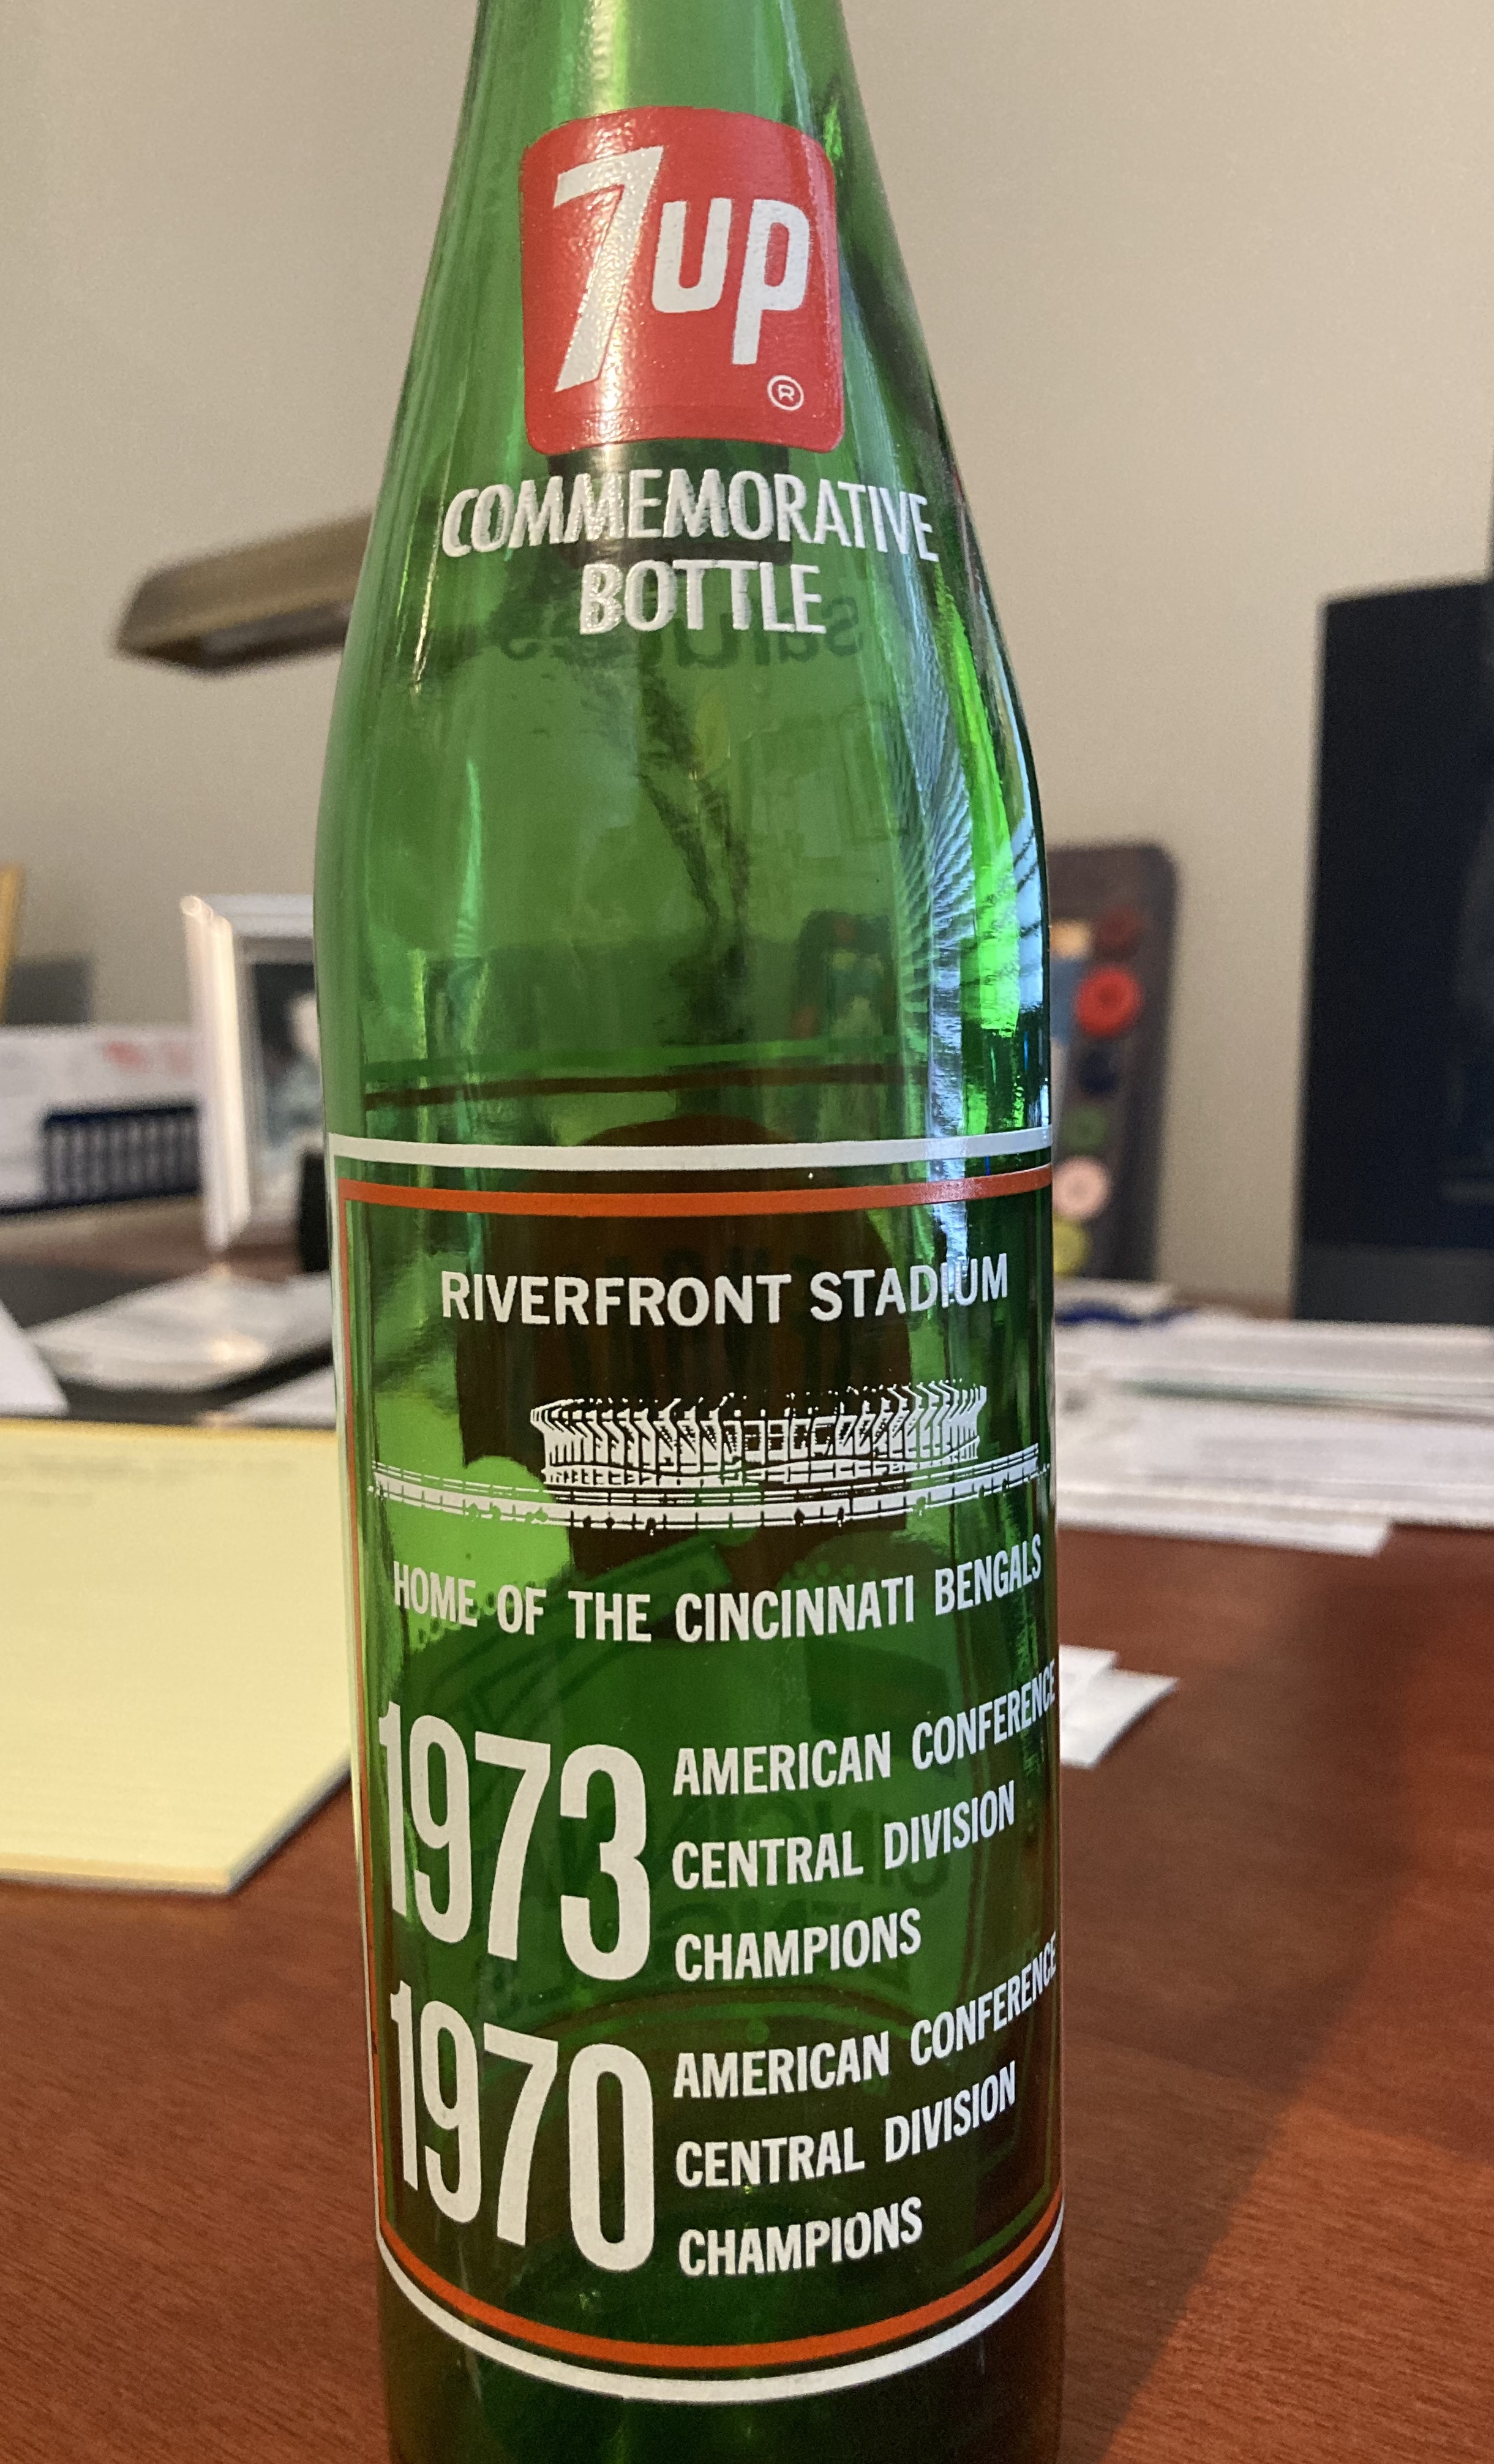 7up
®
COMMEMORATIVE
BOTTLE
RIVERFRONT STADIUM
HOME OF THE CINCINNATI BENGALS
1973 AMERICAN CONFERENCE
CENTRAL DIVISION
CHAMPIONS
1970 AMERICAN CONFERENCE
CENTRAL DIVISION
CHAMPIONS